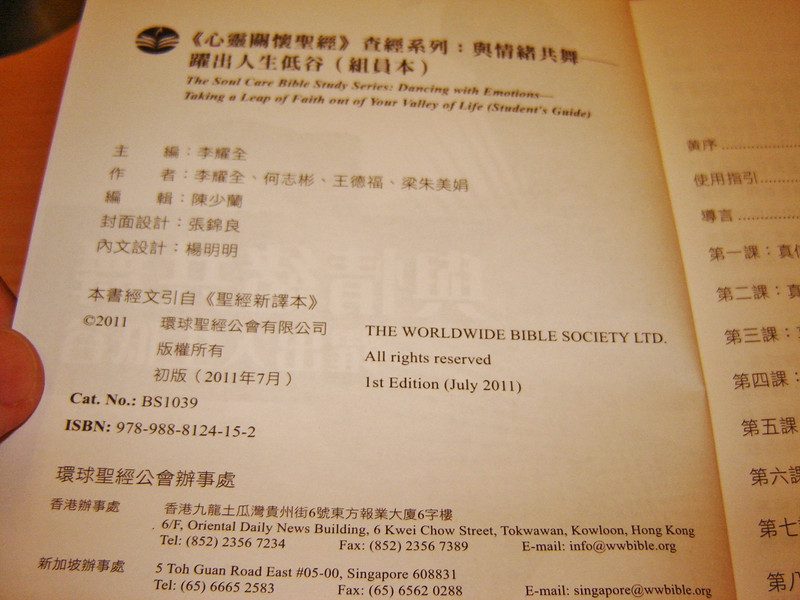 《心靈關懷聖經》查經系列：與情緒共舞——
躍出人生低谷（組員本）
The Soul Care Bible Study Series: Dancing with Emotions—
Taking a Leap of Faith out of Your Valley of Life (Student's Guide)
主　　編：李耀全
作　　者：李耀全、何志彬、王德福、梁朱美娟
編　　輯：陳少蘭
封面設計：張錦良
內文設計：楊明明
本書經文引自《聖經新譯本》
©2011 環球聖經公會有限公司 THE WORLDWIDE BIBLE SOCIETY LTD.
版權所有 All rights reserved
初版（2011年7月） 1st Edition (July 2011)
Cat. No.: BS1039
ISBN: 978-988-8124-15-2
環球聖經公會辦事處
香港辦事處 香港九龍土瓜灣貴州街6號東方報業大廈6字樓
6/F, Oriental Daily News Building, 6 Kwei Chow Street, Tokwawan, Kowloon, Hong Kong
Tel: (852) 2356 7234 Fax: (852) 2356 7389 E-mail: info@wwbible.org
新加坡辦事處 5 Toh Guan Road East #05-00, Singapore 608831
Tel: (65) 6665 2583 Fax: (65) 6562 0288 E-mail: singapore@wwbible.org
黃序
使用指引
導言
第一課：真
第二課：真
第三課：
第四課：
第五課
第六課
第七
第八